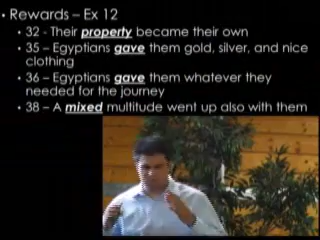 • Rewards – Ex 12
• 32 - Their property became their own
• 35 – Egyptians gave them gold, silver, and nice
clothing
• 36 – Egyptians gave them whatever they
needed for the journey
• 38 – A mixed multitude went up also with them